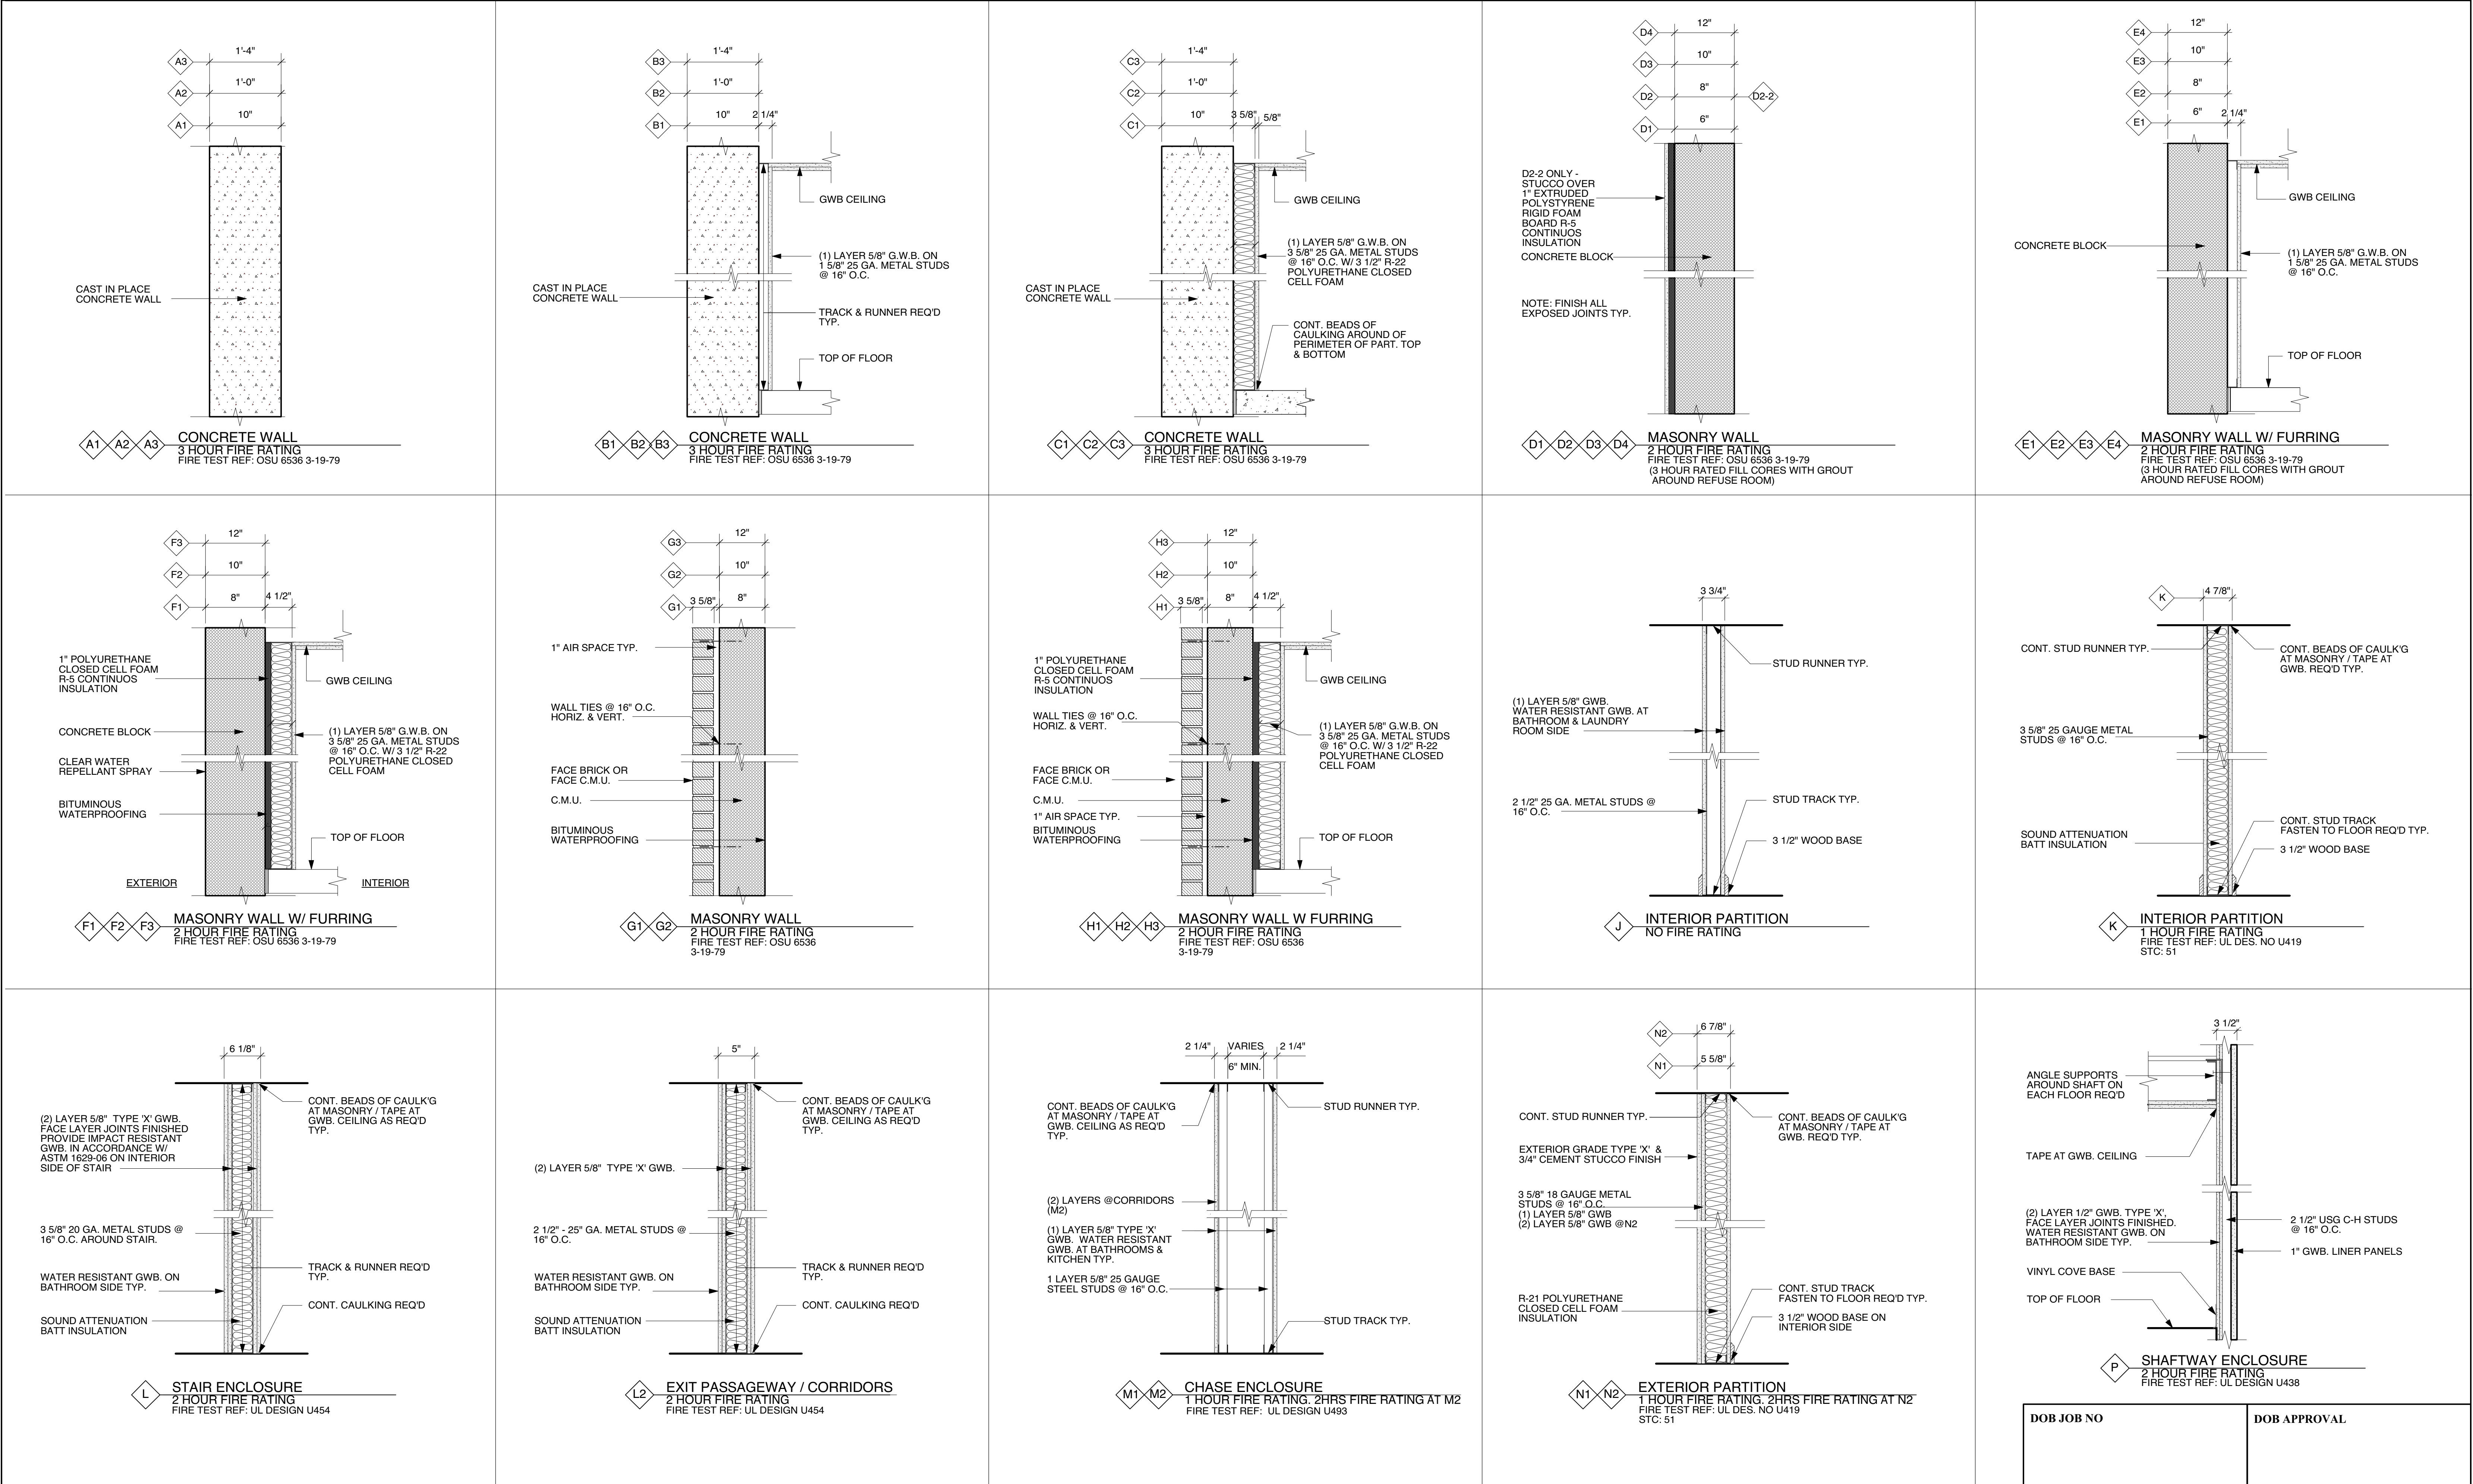 A3
1'-4"
A2
1'-0"
A1
10"
CAST IN PLACE
CONCRETE WALL
A1 A2 A3 CONCRETE WALL
3 HOUR FIRE RATING
FIRE TEST REF: OSU 6536 3-19-79
B3
1'-4"
B2
1'-0"
B1
10" 2 1/4"
GWB CEILING
(1) LAYER 5/8" G.W.B. ON
1 5/8" 25 GA. METAL STUDS
@ 16" O.C.
CAST IN PLACE
CONCRETE WALL
TRACK & RUNNER REQ'D
TYP.
TOP OF FLOOR
B1 B2 B3 CONCRETE WALL
3 HOUR FIRE RATING
FIRE TEST REF: OSU 6536 3-19-79
C3
1'-4"
C2
1'-0"
C1
10" 3 5/8" 5/8"
GWB CEILING
(1) LAYER 5/8" G.W.B. ON
3 5/8" 25 GA. METAL STUDS
@ 16" O.C. W/ 3 1/2" R-22
POLYURETHANE CLOSED
CELL FOAM
CAST IN PLACE
CONCRETE WALL
CONT. BEADS OF
CAULKING AROUND OF
PERIMETER OF PART. TOP
& BOTTOM
C1 C2 C3 CONCRETE WALL
3 HOUR FIRE RATING
FIRE TEST REF: OSU 6536 3-19-79
D4
12"
D3
10"
D2
8"
D2-2
D1
6"
D2-2 ONLY -
STUCCO OVER
1" EXTRUDED
POLYSTYRENE
RIGID FOAM
BOARD R-5
CONTINUOS
INSULATION
CONCRETE BLOCK
NOTE: FINISH ALL
EXPOSED JOINTS TYP.
D1 D2 D3 D4 MASONRY WALL
2 HOUR FIRE RATING
FIRE TEST REF: OSU 6536 3-19-79
(3 HOUR RATED FILL CORES WITH GROUT
AROUND REFUSE ROOM)
E4
12"
E3
10"
E2
8"
E1
6" 2 1/4"
GWB CEILING
CONCRETE BLOCK
(1) LAYER 5/8" G.W.B. ON
1 5/8" 25 GA. METAL STUDS
@ 16" O.C.
TOP OF FLOOR
E1 E2 E3 E4 MASONRY WALL W/ FURRING
2 HOUR FIRE RATING
FIRE TEST REF: OSU 6536 3-19-79
(3 HOUR RATED FILL CORES WITH GROUT
AROUND REFUSE ROOM)
F3
12"
F2
10"
F1
8" 4 1/2"
1" POLYURETHANE
CLOSED CELL FOAM
R-5 CONTINUOS
INSULATION
GWB CEILING
CONCRETE BLOCK
(1) LAYER 5/8" G.W.B. ON
3 5/8" 25 GA. METAL STUDS
@ 16" O.C. W/ 3 1/2" R-22
POLYURETHANE CLOSED
CELL FOAM
CLEAR WATER
REPELLANT SPRAY
BITUMINOUS
WATERPROOFING
TOP OF FLOOR
EXTERIOR
INTERIOR
F1 F2 F3 MASONRY WALL W/ FURRING
2 HOUR FIRE RATING
FIRE TEST REF: OSU 6536 3-19-79
G3
12"
G2
10"
G1
3 5/8" 8"
1" AIR SPACE TYP.
WALL TIES @ 16" O.C.
HORIZ. & VERT.
FACE BRICK OR
FACE C.M.U.
C.M.U.
BITUMINOUS
WATERPROOFING
G1 G2 MASONRY WALL
2 HOUR FIRE RATING
FIRE TEST REF: OSU 6536
3-19-79
H3
12"
H2
10"
H1
3 5/8" 8" 4 1/2"
1" POLYURETHANE
CLOSED CELL FOAM
R-5 CONTINUOS
INSULATION
GWB CEILING
WALL TIES @ 16" O.C.
HORIZ. & VERT.
(1) LAYER 5/8" G.W.B. ON
3 5/8" 25 GA. METAL STUDS
@ 16" O.C. W/ 3 1/2" R-22
POLYURETHANE CLOSED
CELL FOAM
FACE BRICK OR
FACE C.M.U.
C.M.U.
1" AIR SPACE TYP.
BITUMINOUS
WATERPROOFING
TOP OF FLOOR
H1 H2 H3 MASONRY WALL W FURRING
2 HOUR FIRE RATING
FIRE TEST REF: OSU 6536
3-19-79
3 3/4"
STUD RUNNER TYP.
(1) LAYER 5/8" GWB.
WATER RESISTANT GWB. AT
BATHROOM & LAUNDRY
ROOM SIDE
2 1/2" 25 GA. METAL STUDS @
16" O.C.
STUD TRACK TYP.
3 1/2" WOOD BASE
J INTERIOR PARTITION
NO FIRE RATING
K
4 7/8"
CONT. STUD RUNNER TYP.
CONT. BEADS OF CAULK'G
AT MASONRY / TAPE AT
GWB. REQ'D TYP.
3 5/8" 25 GAUGE METAL
STUDS @ 16" O.C.
SOUND ATTENUATION
BATT INSULATION
CONT. STUD TRACK
FASTEN TO FLOOR REQ'D TYP.
3 1/2" WOOD BASE
K INTERIOR PARTITION
1 HOUR FIRE RATING
FIRE TEST REF: UL DES. NO U419
STC: 51
6 1/8"
(2) LAYER 5/8" TYPE 'X' GWB.
FACE LAYER JOINTS FINISHED
PROVIDE IMPACT RESISTANT
GWB. IN ACCORDANCE W/
ASTM 1629-06 ON INTERIOR
SIDE OF STAIR
CONT. BEADS OF CAULK'G
AT MASONRY / TAPE AT
GWB. CEILING AS REQ'D
TYP.
3 5/8" 20 GA. METAL STUDS @
16" O.C. AROUND STAIR.
WATER RESISTANT GWB. ON
BATHROOM SIDE TYP.
TRACK & RUNNER REQ'D
TYP.
CONT. CAULKING REQ'D
SOUND ATTENUATION
BATT INSULATION
L STAIR ENCLOSURE
2 HOUR FIRE RATING
FIRE TEST REF: UL DESIGN U454
5"
CONT. BEADS OF CAULK'G
AT MASONRY / TAPE AT
GWB. CEILING AS REQ'D
TYP.
(2) LAYER 5/8" TYPE 'X' GWB.
2 1/2" - 25" GA. METAL STUDS @
16" O.C.
WATER RESISTANT GWB. ON
BATHROOM SIDE TYP.
TRACK & RUNNER REQ'D
TYP.
CONT. CAULKING REQ'D
SOUND ATTENUATION
BATT INSULATION
L2 EXIT PASSAGEWAY / CORRIDORS
2 HOUR FIRE RATING
FIRE TEST REF: UL DESIGN U454
2 1/4" VARIES 2 1/4"
6" MIN.
CONT. BEADS OF CAULK'G
AT MASONRY / TAPE AT
GWB. CEILING AS REQ'D
TYP.
STUD RUNNER TYP.
(2) LAYERS @CORRIDORS
(M2)
(1) LAYER 5/8" TYPE 'X'
GWB. WATER RESISTANT
GWB. AT BATHROOMS &
KITCHEN TYP.
1 LAYER 5/8" 25 GAUGE
STEEL STUDS @ 16" O.C.
STUD TRACK TYP.
M1 M2 CHASE ENCLOSURE
1 HOUR FIRE RATING. 2HRS FIRE RATING AT M2
FIRE TEST REF: UL DESIGN U493
N2
6 7/8"
N1
5 5/8"
CONT. STUD RUNNER TYP.
CONT. BEADS OF CAULK'G
AT MASONRY / TAPE AT
GWB. REQ'D TYP.
EXTERIOR GRADE TYPE 'X' &
3/4" CEMENT STUCCO FINISH
3 5/8" 18 GAUGE METAL
STUDS @ 16" O.C.
(1) LAYER 5/8" GWB
(2) LAYER 5/8" GWB @N2
R-21 POLYURETHANE
CLOSED CELL FOAM
INSULATION
CONT. STUD TRACK
FASTEN TO FLOOR REQ'D TYP.
3 1/2" WOOD BASE ON
INTERIOR SIDE
N1 N2 EXTERIOR PARTITION
1 HOUR FIRE RATING. 2HRS FIRE RATING AT N2
FIRE TEST REF: UL DES. NO U419
STC: 51
3 1/2"
ANGLE SUPPORTS
AROUND SHAFT ON
EACH FLOOR REQ'D
TAPE AT GWB. CEILING
(2) LAYER 1/2" GWB. TYPE 'X',
FACE LAYER JOINTS FINISHED.
WATER RESISTANT GWB. ON
BATHROOM SIDE TYP.
2 1/2" USG C-H STUDS
@ 16" O.C.
1" GWB. LINER PANELS
VINYL COVE BASE
TOP OF FLOOR
P SHAFTWAY ENCLOSURE
2 HOUR FIRE RATING
FIRE TEST REF: UL DESIGN U438
DOB JOB NO
DOB APPROVAL